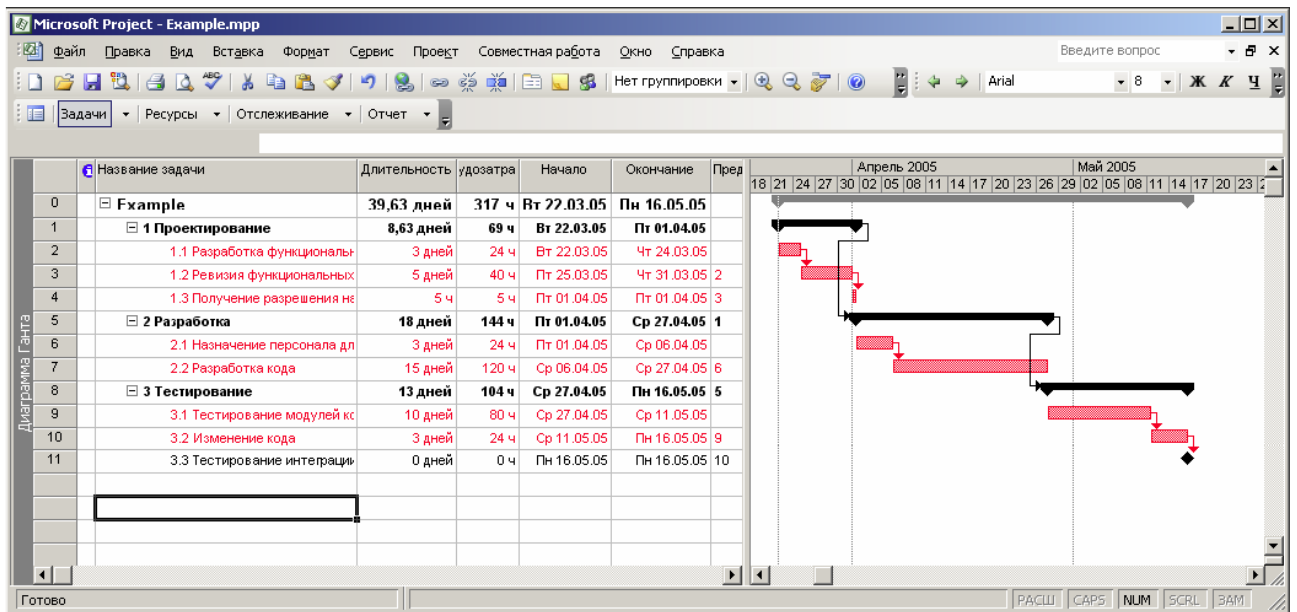 Microsoft Project - Example.mpp
Файл Правка Вид Вставка Формат Сервис Проект Совместная работа Окно Справка Введите вопрос
Нет группировки Arial 8 Ж К Ч
Задачи Ресурсы Отслеживание Отчет
Название задачи Длительность удозатра Начало Окончание Пред Апрель 2005 Май 2005
18 21 24 27 30 02 05 08 11 14 17 20 23 26 29 02 05 08 11 14 17 20 23
0 Example 39,63 дней 317 ч Вт 22.03.05 Пн 16.05.05
1 1 Проектирование 8,63 дней 69 ч Вт 22.03.05 Пт 01.04.05
2 1.1 Разработка функциональн 3 дней 24 ч Вт 22.03.05 Чт 24.03.05
3 1.2 Ревизия функциональных 5 дней 40 ч Пт 25.03.05 Чт 31.03.05 2
4 1.3 Получение разрешения на 5 ч 5 ч Пт 01.04.05 Пт 01.04.05 3
5 2 Разработка 18 дней 144 ч Пт 01.04.05 Ср 27.04.05 1
6 2.1 Назначение персонала дл 3 дней 24 ч Пт 01.04.05 Ср 06.04.05
7 2.2 Разработка кода 15 дней 120 ч Ср 06.04.05 Ср 27.04.05 6
8 3 Тестирование 13 дней 104 ч Ср 27.04.05 Пн 16.05.05 5
9 3.1 Тестирование модулей кс 10 дней 80 ч Ср 27.04.05 Ср 11.05.05
10 3.2 Изменение кода 3 дней 24 ч Ср 11.05.05 Пн 16.05.05 9
11 3.3 Тестирование интеграции 0 дней 0 ч Пн 16.05.05 Пн 16.05.05 10
Диаграмма Ганта
Готово РАСШ CAPS NUM SCRL ЗАМ